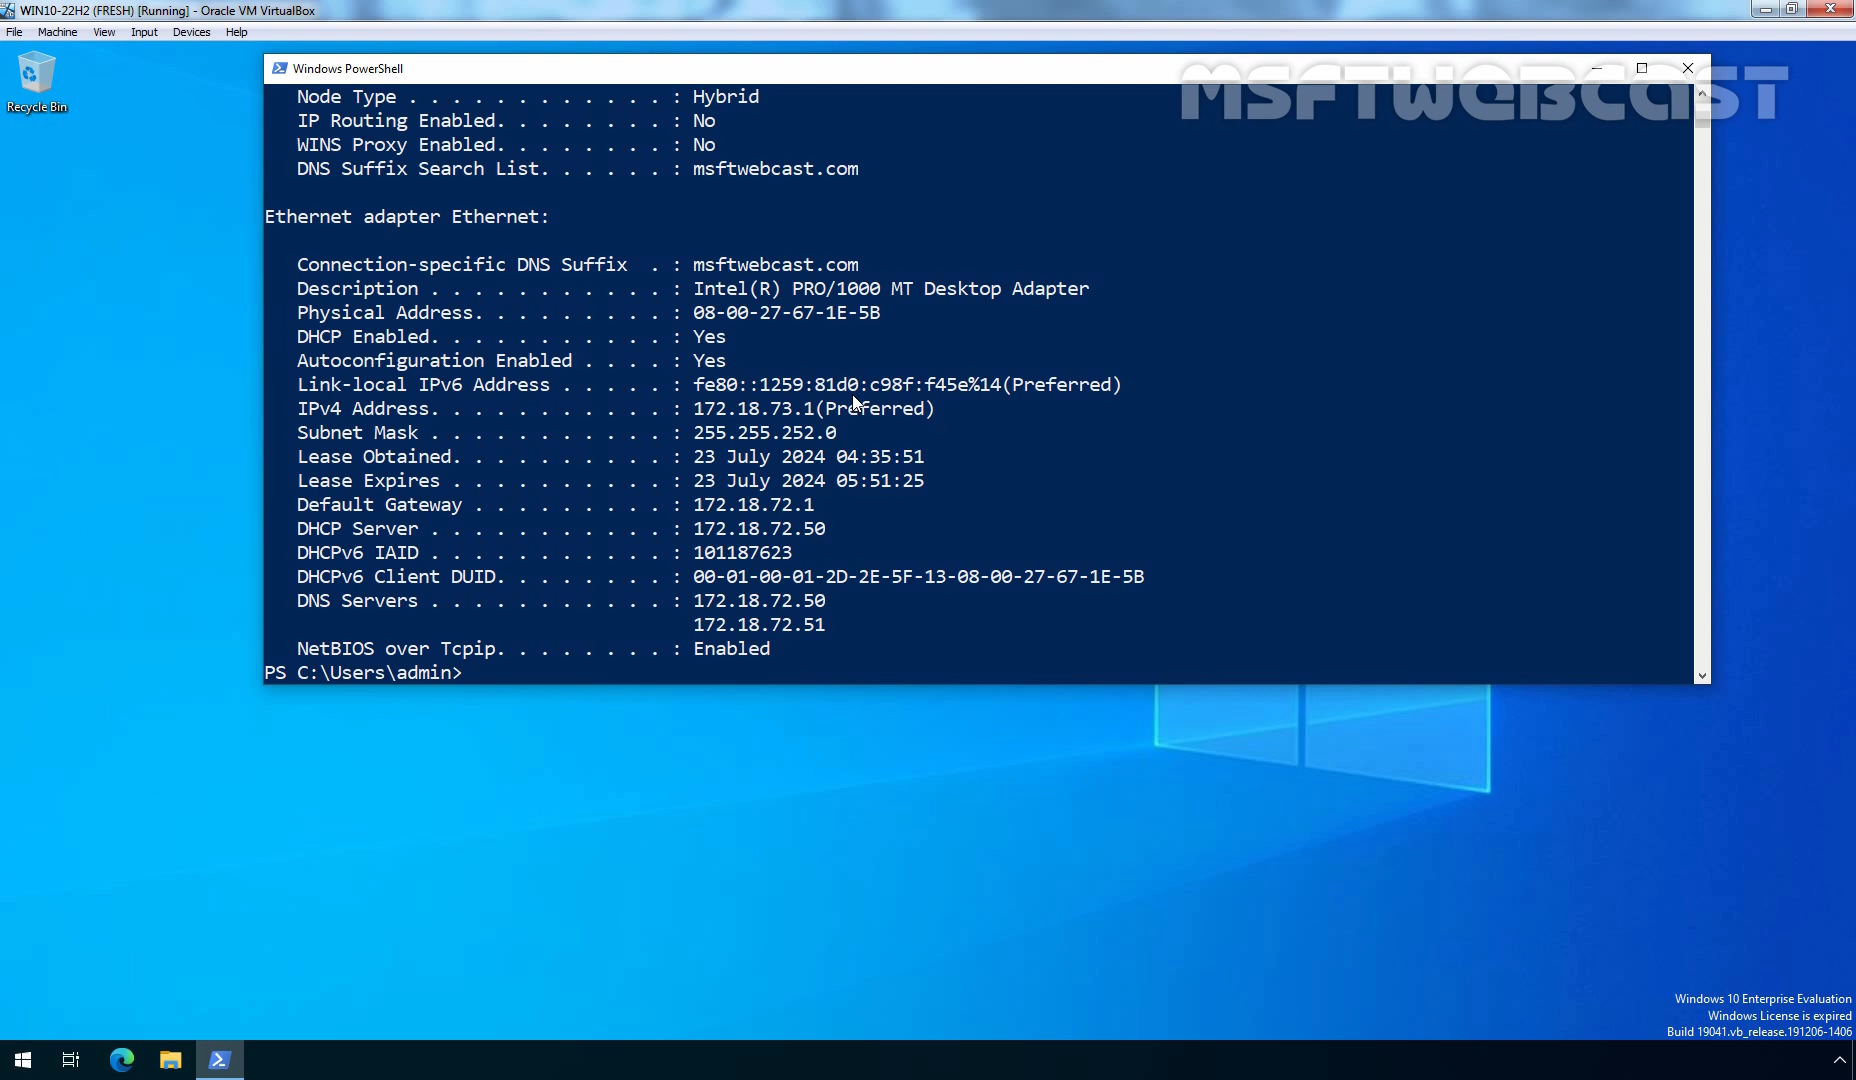 WIN10-22H2 (FRESH) [Running] - Oracle VM VirtualBox
File Machine View Input Devices Help
Recycle Bin
Windows PowerShell
MSFTWEBCAST
Node Type . . . . . . . . . . . . : Hybrid
IP Routing Enabled. . . . . . . . : No
WINS Proxy Enabled. . . . . . . . : No
DNS Suffix Search List. . . . . . : msftwebcast.com
Ethernet adapter Ethernet:
Connection-specific DNS Suffix  . : msftwebcast.com
Description . . . . . . . . . . . : Intel(R) PRO/1000 MT Desktop Adapter
Physical Address. . . . . . . . . : 08-00-27-67-1E-5B
DHCP Enabled. . . . . . . . . . . : Yes
Autoconfiguration Enabled . . . . : Yes
Link-local IPv6 Address . . . . . : fe80::1259:81d0:c98f:f45e%14(Preferred)
IPv4 Address. . . . . . . . . . . : 172.18.73.1(Preferred)
Subnet Mask . . . . . . . . . . . : 255.255.252.0
Lease Obtained. . . . . . . . . . : 23 July 2024 04:35:51
Lease Expires . . . . . . . . . . : 23 July 2024 05:51:25
Default Gateway . . . . . . . . . : 172.18.72.1
DHCP Server . . . . . . . . . . . : 172.18.72.50
DHCPv6 IAID . . . . . . . . . . . : 101187623
DHCPv6 Client DUID. . . . . . . . : 00-01-00-01-2D-2E-5F-13-08-00-27-67-1E-5B
DNS Servers . . . . . . . . . . . : 172.18.72.50
172.18.72.51
NetBIOS over Tcpip. . . . . . . . : Enabled
PS C:\Users\admin>
Windows 10 Enterprise Evaluation
Windows License is expired
Build 19041.vb_release.191206-1406